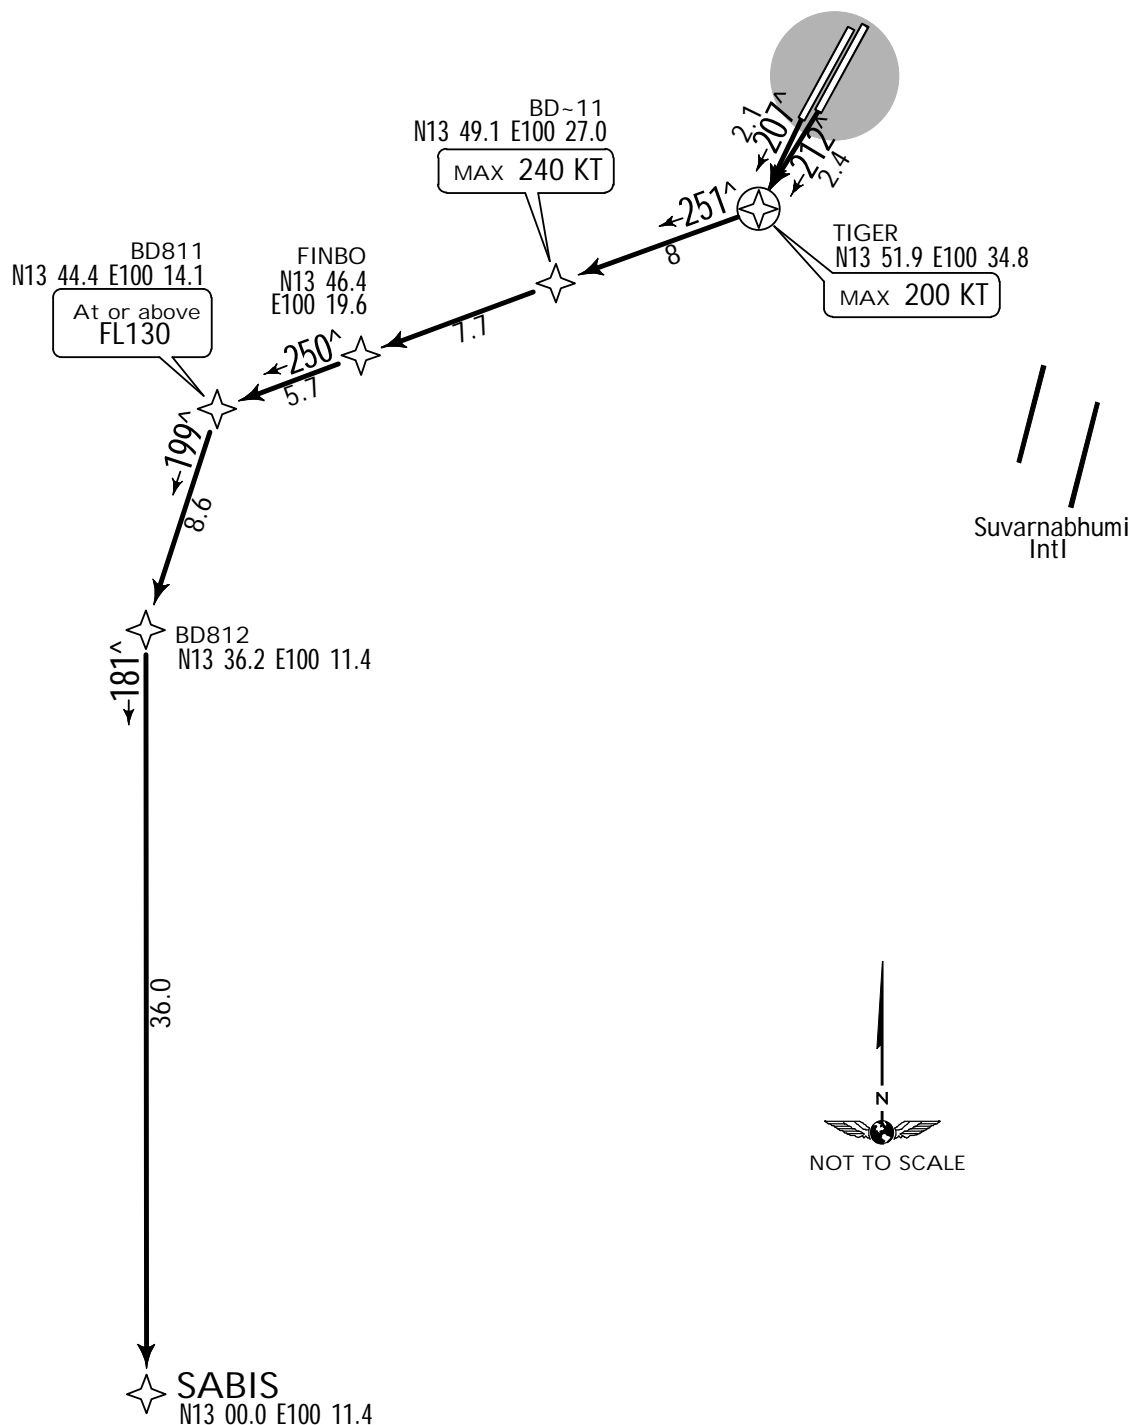 2.1
207^
212^
2.4
BD~11
N13 49.1 E100 27.0
MAX 240 KT
251^
8
TIGER
N13 51.9 E100 34.8
MAX 200 KT
BD811
N13 44.4 E100 14.1
At or above
FL130
FINBO
N13 46.4
E100 19.6
7.7
250^
5.7
199^
8.6
Suvarnabhumi
Intl
BD812
N13 36.2 E100 11.4
181^
36.0
N
NOT TO SCALE
SABIS
N13 00.0 E100 11.4